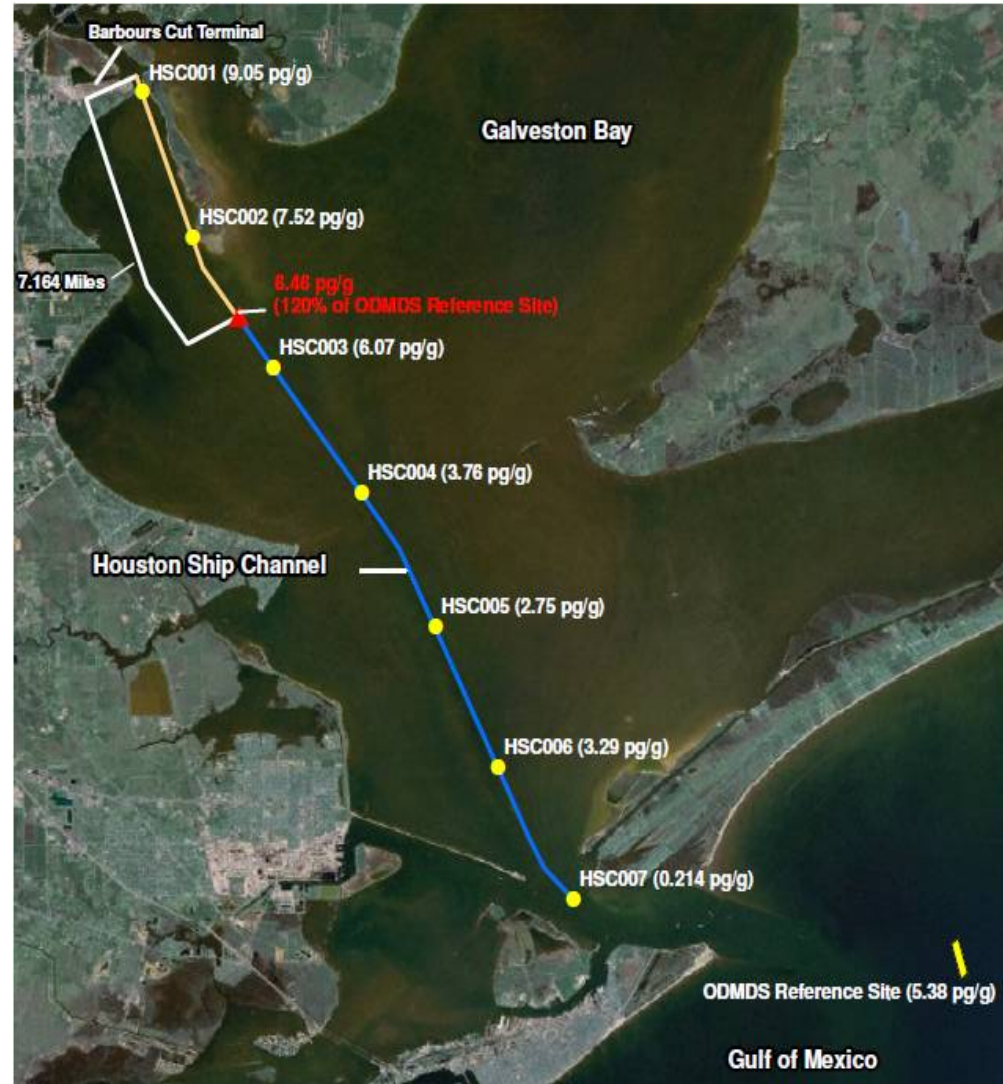 Barbours Cut Terminal
HSC001 (9.05 pg/g)
Galveston Bay
HSC002 (7.52 pg/g)
7.164 Miles
6.46 pg/g
(120% of ODMDS Reference Site)
HSC003 (6.07 pg/g)
HSC004 (3.76 pg/g)
Houston Ship Channel
HSC005 (2.75 pg/g)
HSC006 (3.29 pg/g)
HSC007 (0.214 pg/g)
ODMDS Reference Site (5.38 pg/g)
Gulf of Mexico